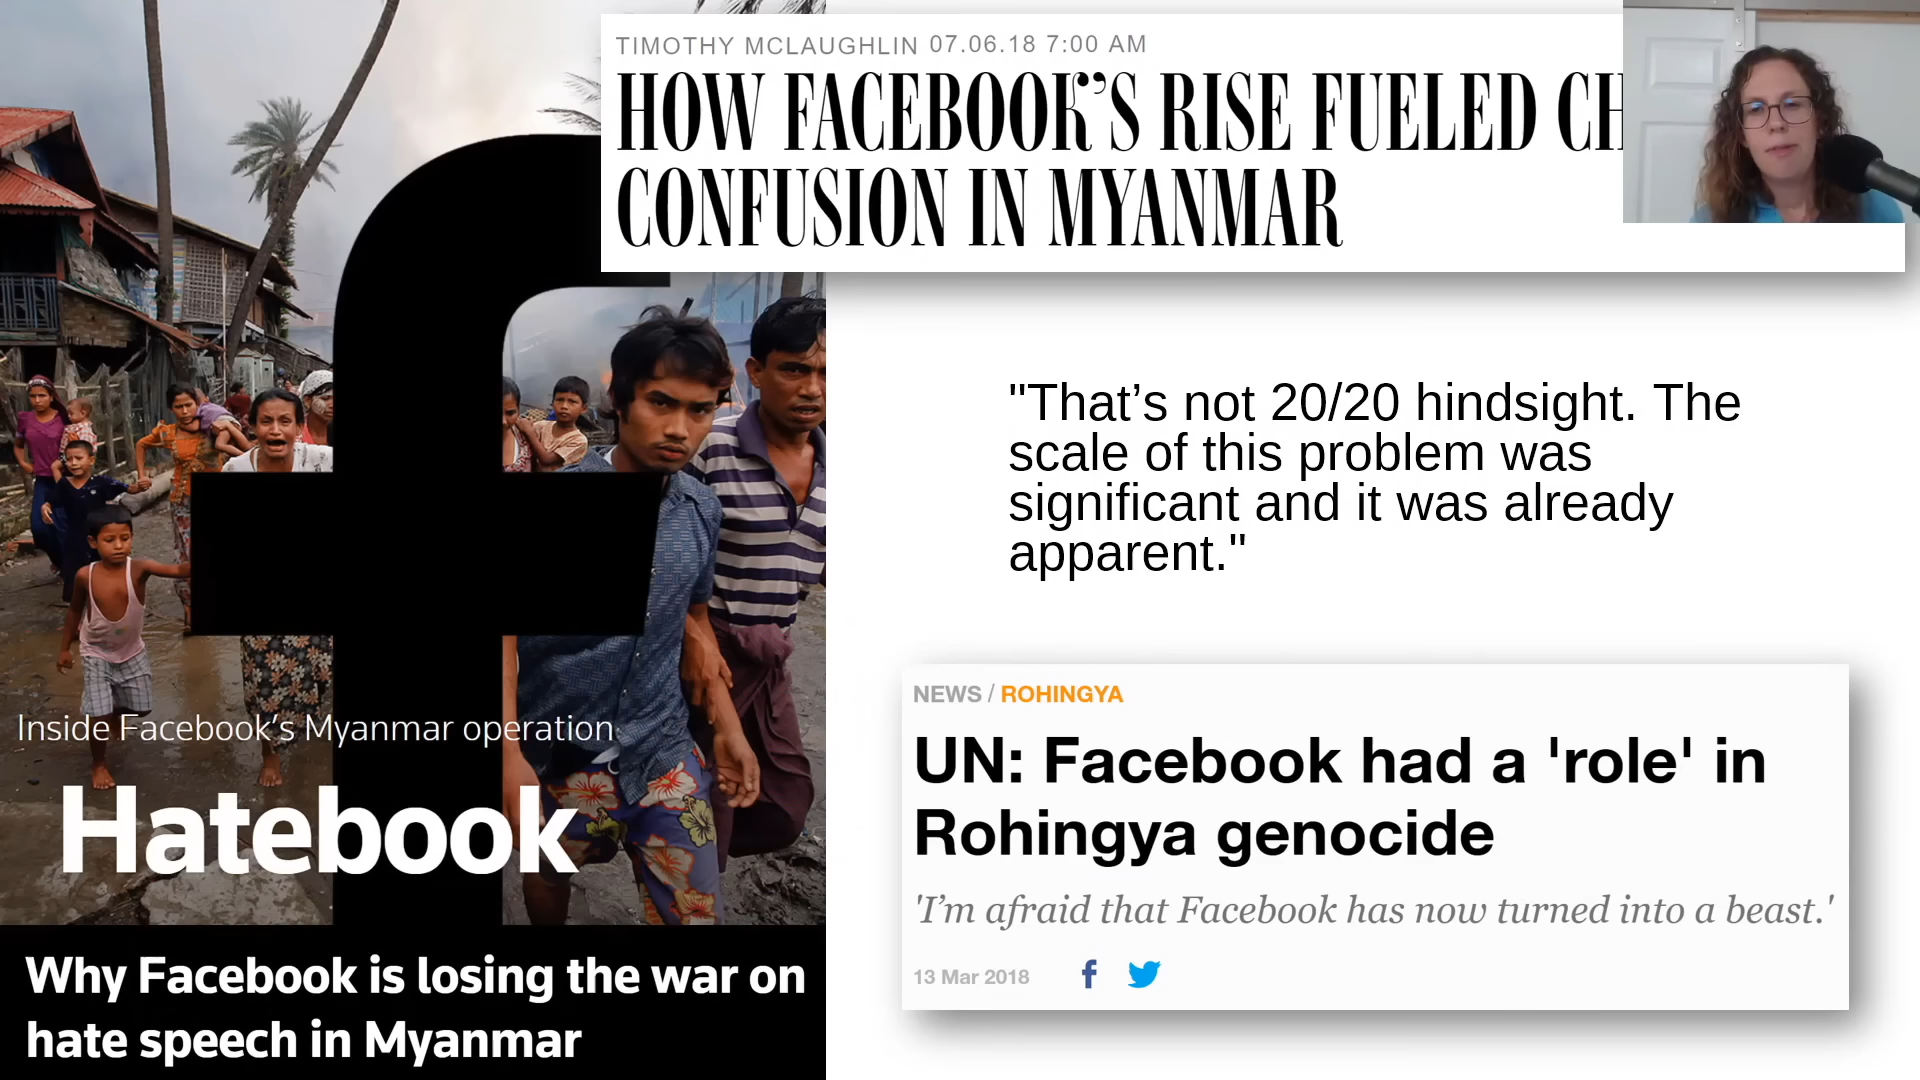 TIMOTHY MCLAUGHLIN 07.06.18 7:00 AM
HOW FACEBOOK’S RISE FUELED
CONFUSION IN MYANMAR
"That’s not 20/20 hindsight. The
scale of this problem was
significant and it was already
apparent."
Inside Facebook’s Myanmar operation
Hatebook
Why Facebook is losing the war on
hate speech in Myanmar
NEWS / ROHINGYA
UN: Facebook had a 'role' in
Rohingya genocide
'I’m afraid that Facebook has now turned into a beast.'
13 Mar 2018